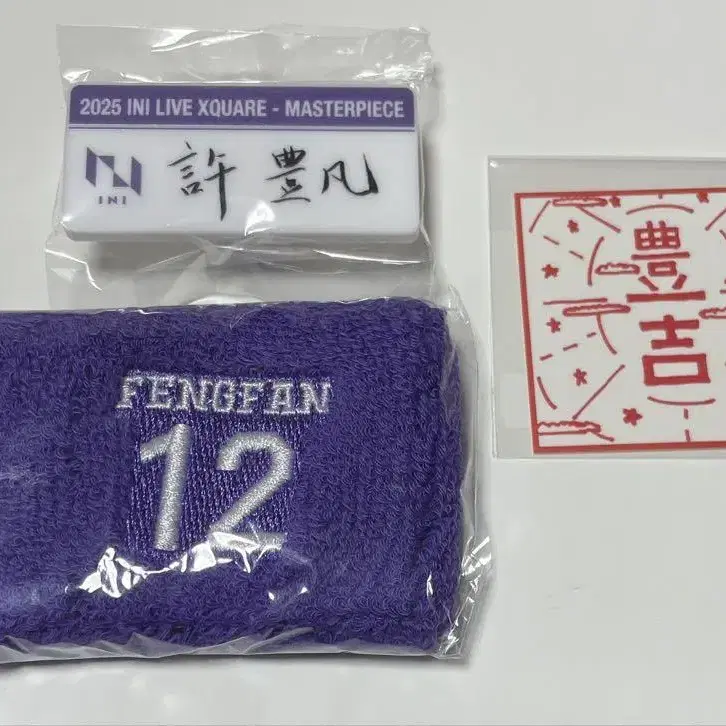 2025 INI LIVE XQUARE - MASTERPIECE
INI
許豊凡
豊吉
FENGFAN
12